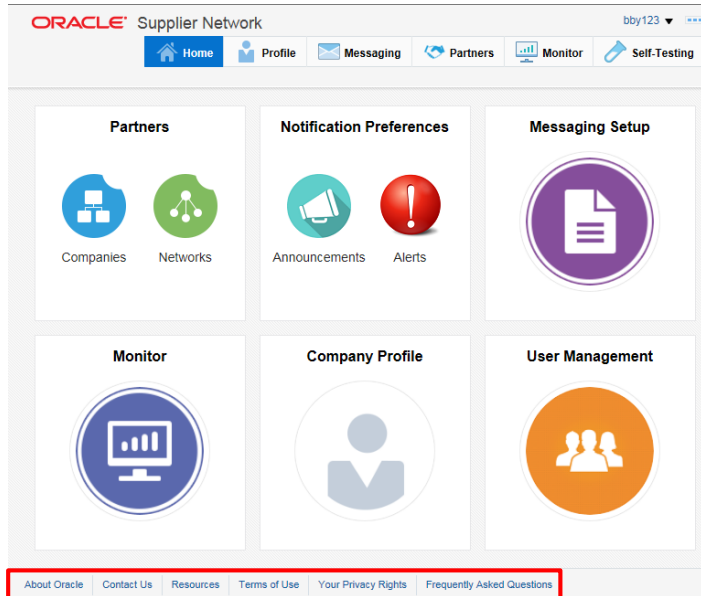 ORACLE® Supplier Network
bby123
Home Profile Messaging Partners Monitor Self-Testing
Partners Notification Preferences Messaging Setup
Companies Networks Announcements Alerts
Monitor Company Profile User Management
About Oracle Contact Us Resources Terms of Use Your Privacy Rights Frequently Asked Questions